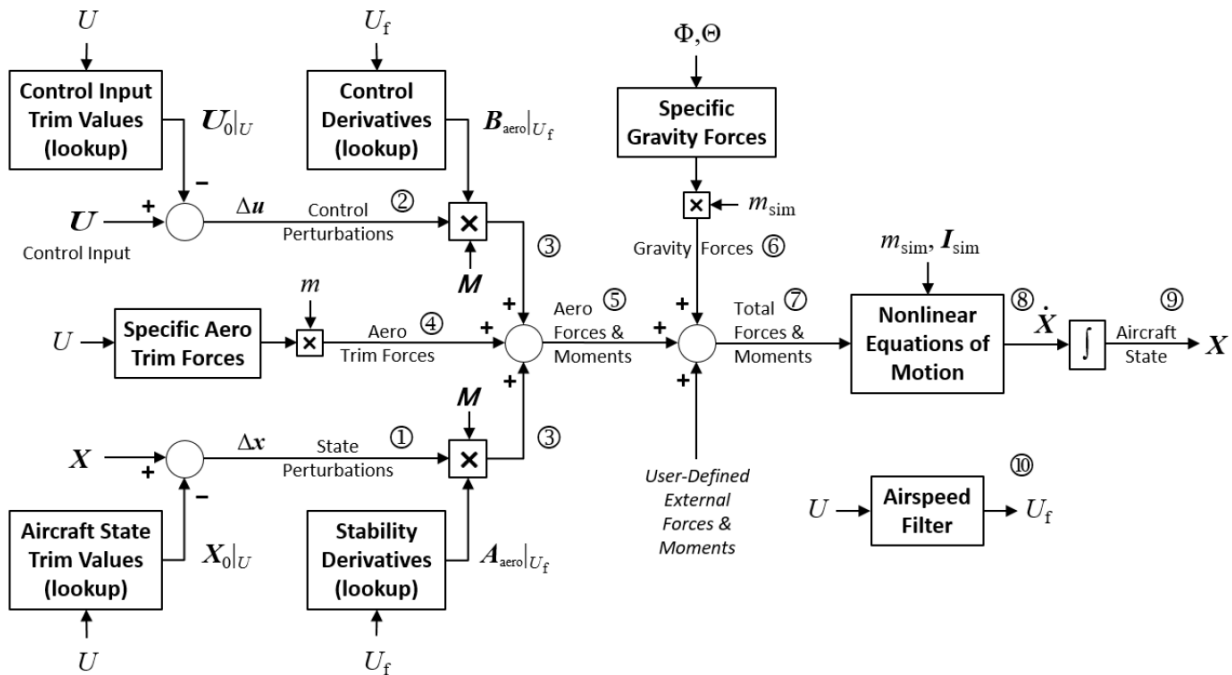 U
Control Input
Trim Values
(lookup)
U₀|U
U
Control Input
+
−
Δu
Control
Perturbations
②
U_f
Control
Derivatives
(lookup)
B_aero|U_f
×
M
③
Φ,Θ
Specific
Gravity Forces
×
m_sim
Gravity Forces ⑥
U
Specific Aero
Trim Forces
m
×
Aero ④
Trim Forces
+
+
+
Aero ⑤
Forces &
Moments
+
+
+
Total ⑦
Forces &
Moments
m_sim, I_sim
Nonlinear
Equations of
Motion
⑧
Ẋ
∫
⑨
Aircraft
State
X
X
+
−
Δx
State ①
Perturbations
M
×
③
Aircraft State
Trim Values
(lookup)
X₀|U
U
Stability
Derivatives
(lookup)
A_aero|U_f
U_f
User-Defined
External
Forces &
Moments
U
Airspeed
Filter
⑩
U_f